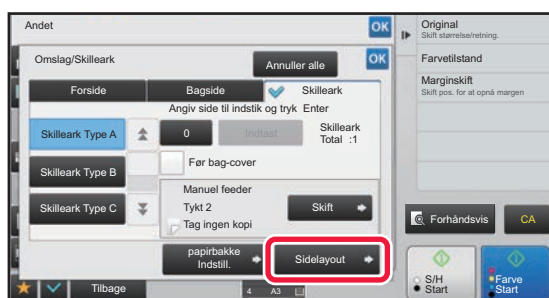 Andet
OK
Omslag/Skilleark
Annuller alle
OK
Forside
Bagside
Skilleark
Angiv side til indstik og tryk Enter
Skilleark Type A
0
Indtast
Skilleark
Total :1
Skilleark Type B
Før bag-cover
Skilleark Type C
Manuel feeder
Tykt 2
Tag ingen kopi
Skift
papirbakke
Indstill.
Sidelayout
Tilbage
4
A3
Original
Skift størrelse/retning.
Farvetilstand
Marginskift
Skift pos. for at opnå margen
Forhåndsvis
CA
S/H
Start
Farve
Start